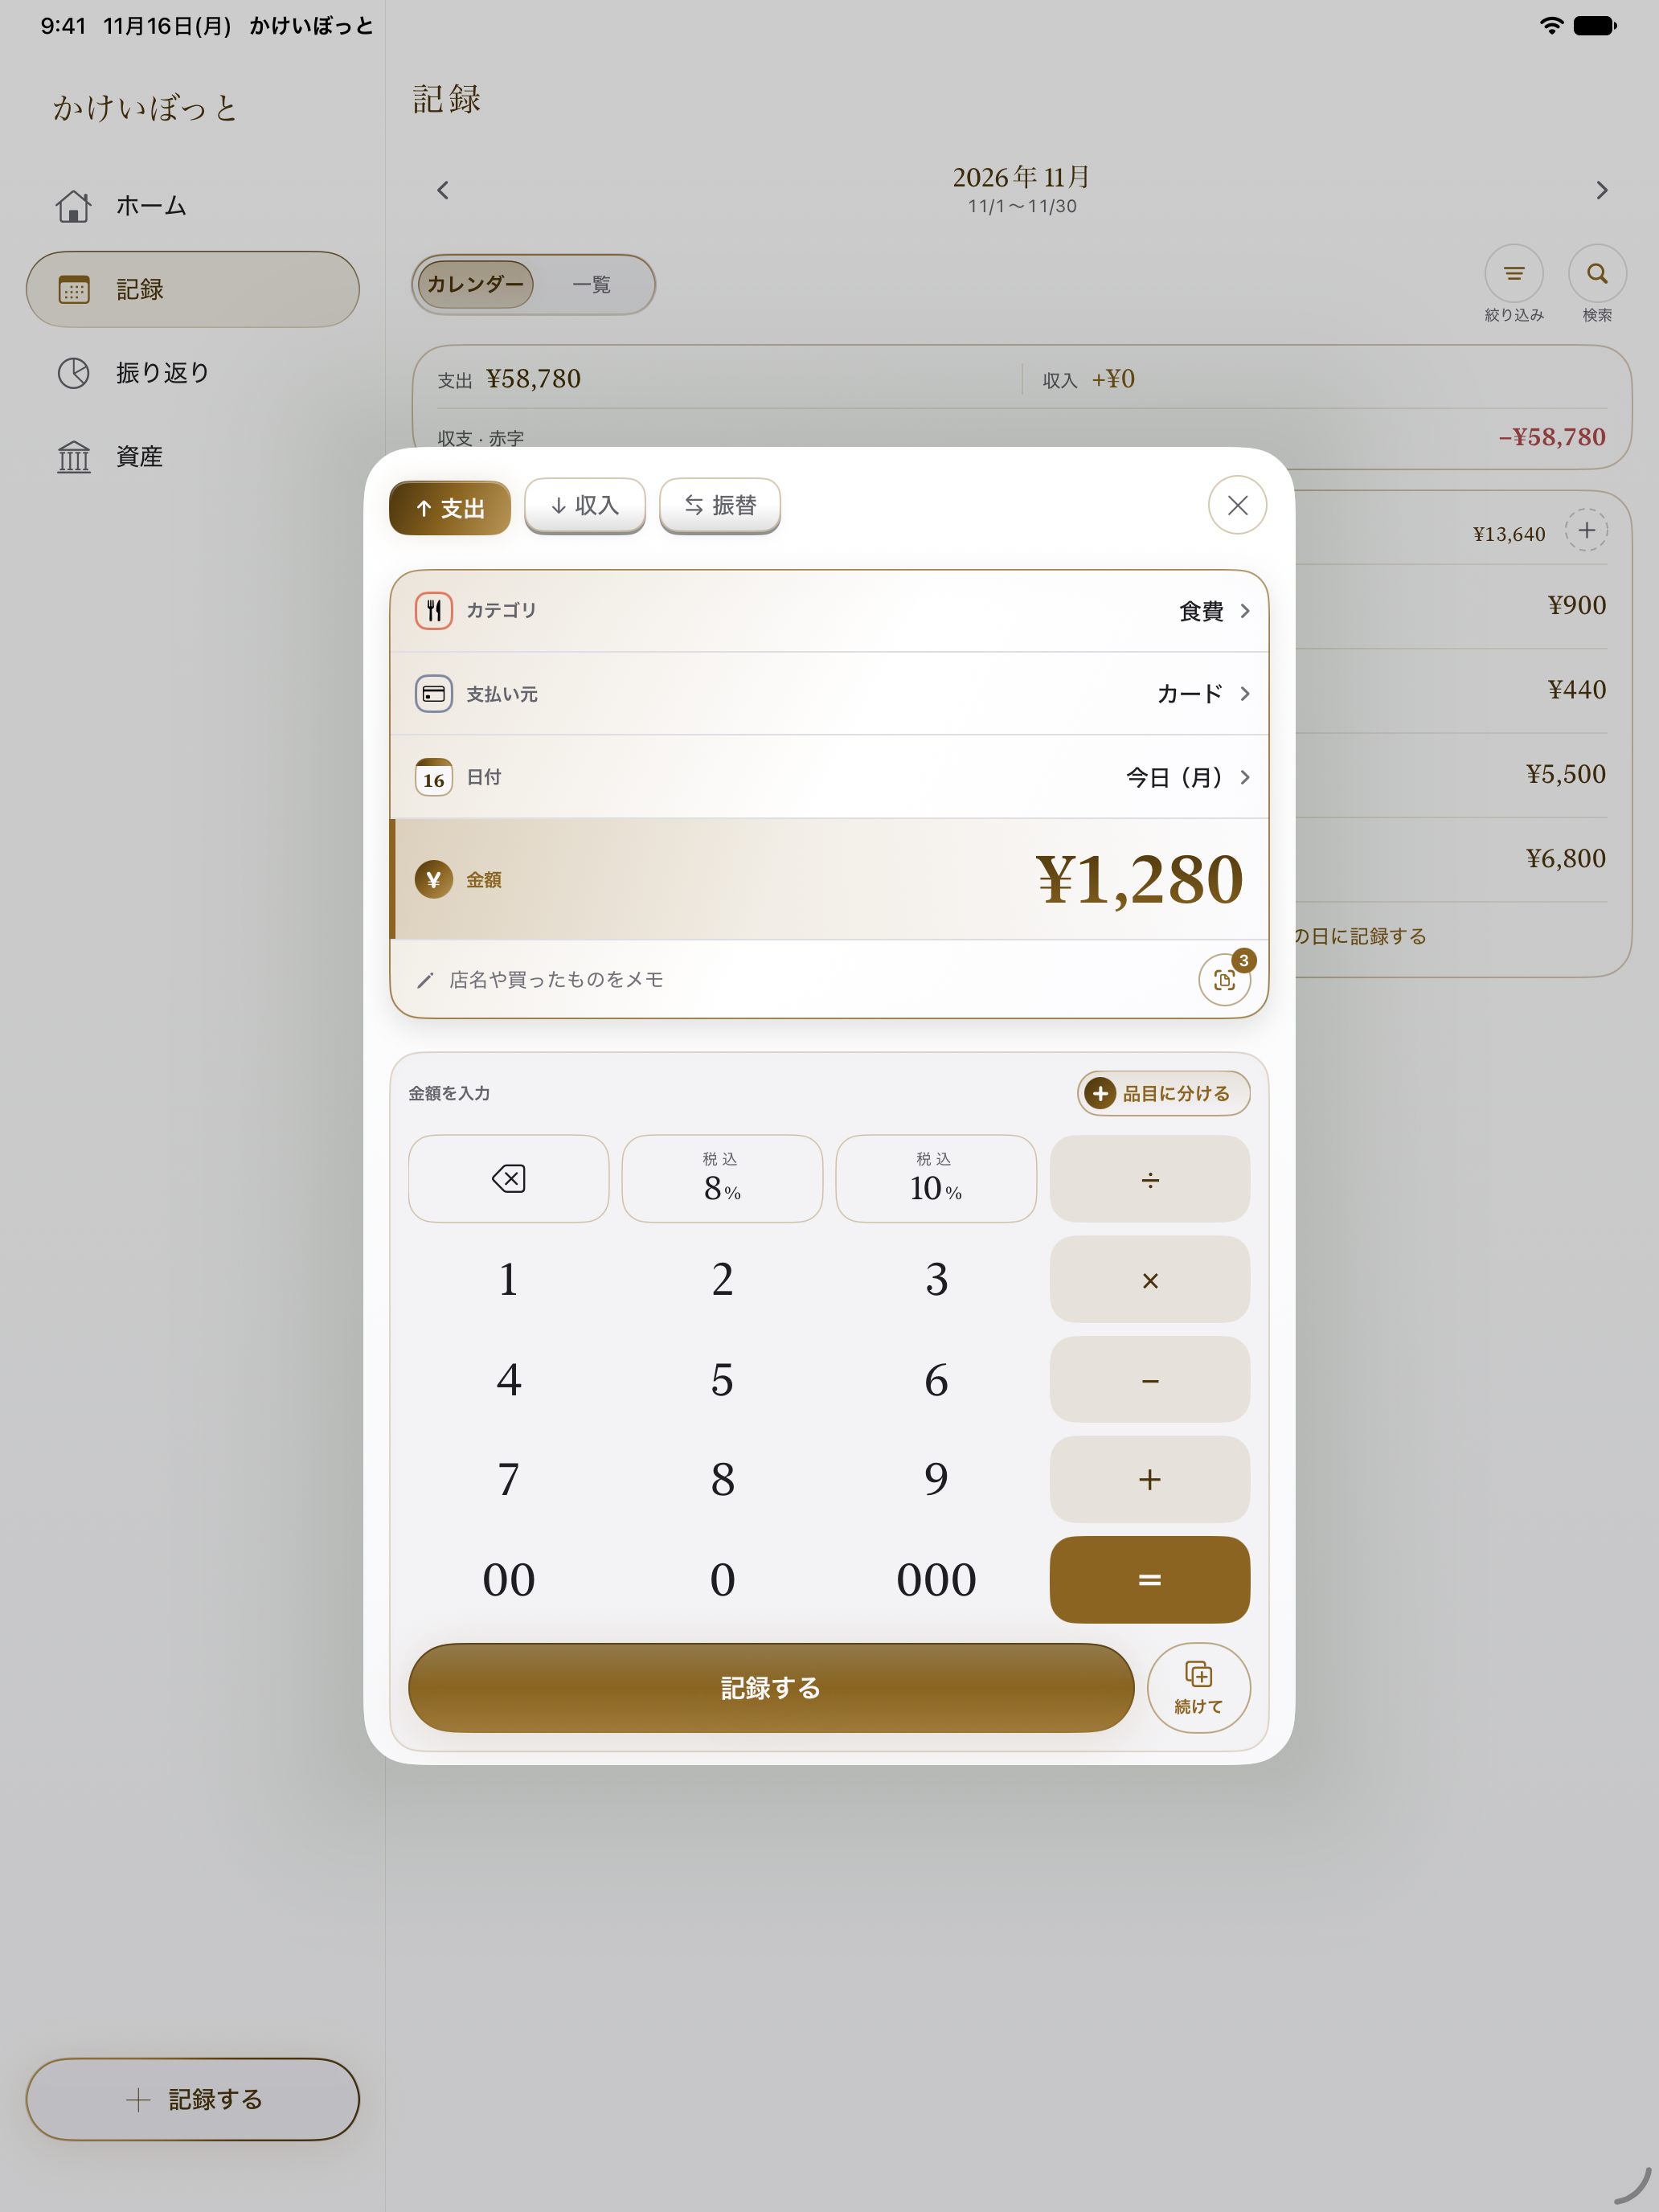 9:41 11月16日(月) かけいぼっと
かけいぼっと
ホーム
記録
振り返り
資産
記録する
記録
2026年 11月
11/1〜11/30
カレンダー 一覧
絞り込み 検索
支出 ¥58,780 収入 +¥0
収支・赤字 −¥58,780
¥13,640
¥900
¥440
¥5,500
¥6,800
の日に記録する
↑ 支出 ↓ 収入 ⇆ 振替
カテゴリ 食費
支払い元 カード
16 日付 今日（月）
¥ 金額 ¥1,280
店名や買ったものをメモ 3
金額を入力 + 品目に分ける
税込 8% 税込 10% ÷
1 2 3 ×
4 5 6 −
7 8 9 +
00 0 000 =
記録する 続けて